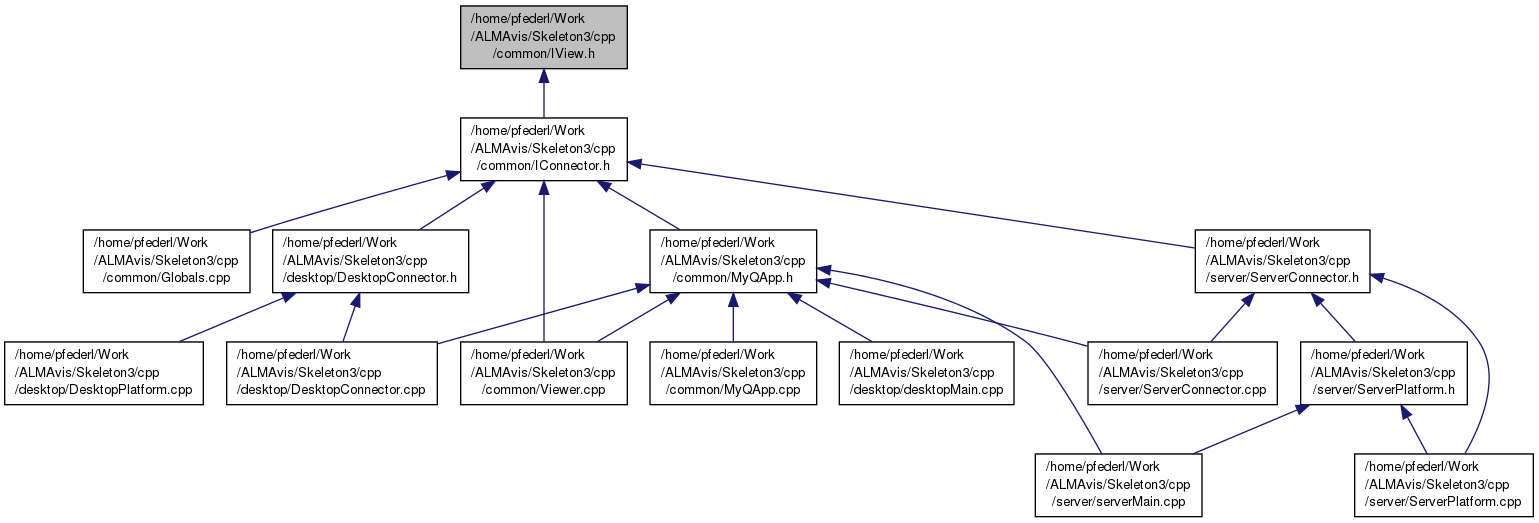 /home/pfederl/Work
/ALMAvis/Skeleton3/cpp
/common/IView.h
/home/pfederl/Work
/ALMAvis/Skeleton3/cpp
/common/IConnector.h
/home/pfederl/Work
/ALMAvis/Skeleton3/cpp
/common/Globals.cpp
/home/pfederl/Work
/ALMAvis/Skeleton3/cpp
/desktop/DesktopConnector.h
/home/pfederl/Work
/ALMAvis/Skeleton3/cpp
/common/MyQApp.h
/home/pfederl/Work
/ALMAvis/Skeleton3/cpp
/server/ServerConnector.h
/home/pfederl/Work
/ALMAvis/Skeleton3/cpp
/desktop/DesktopPlatform.cpp
/home/pfederl/Work
/ALMAvis/Skeleton3/cpp
/desktop/DesktopConnector.cpp
/home/pfederl/Work
/ALMAvis/Skeleton3/cpp
/common/Viewer.cpp
/home/pfederl/Work
/ALMAvis/Skeleton3/cpp
/common/MyQApp.cpp
/home/pfederl/Work
/ALMAvis/Skeleton3/cpp
/desktop/desktopMain.cpp
/home/pfederl/Work
/ALMAvis/Skeleton3/cpp
/server/ServerConnector.cpp
/home/pfederl/Work
/ALMAvis/Skeleton3/cpp
/server/ServerPlatform.h
/home/pfederl/Work
/ALMAvis/Skeleton3/cpp
/server/serverMain.cpp
/home/pfederl/Work
/ALMAvis/Skeleton3/cpp
/server/ServerPlatform.cpp